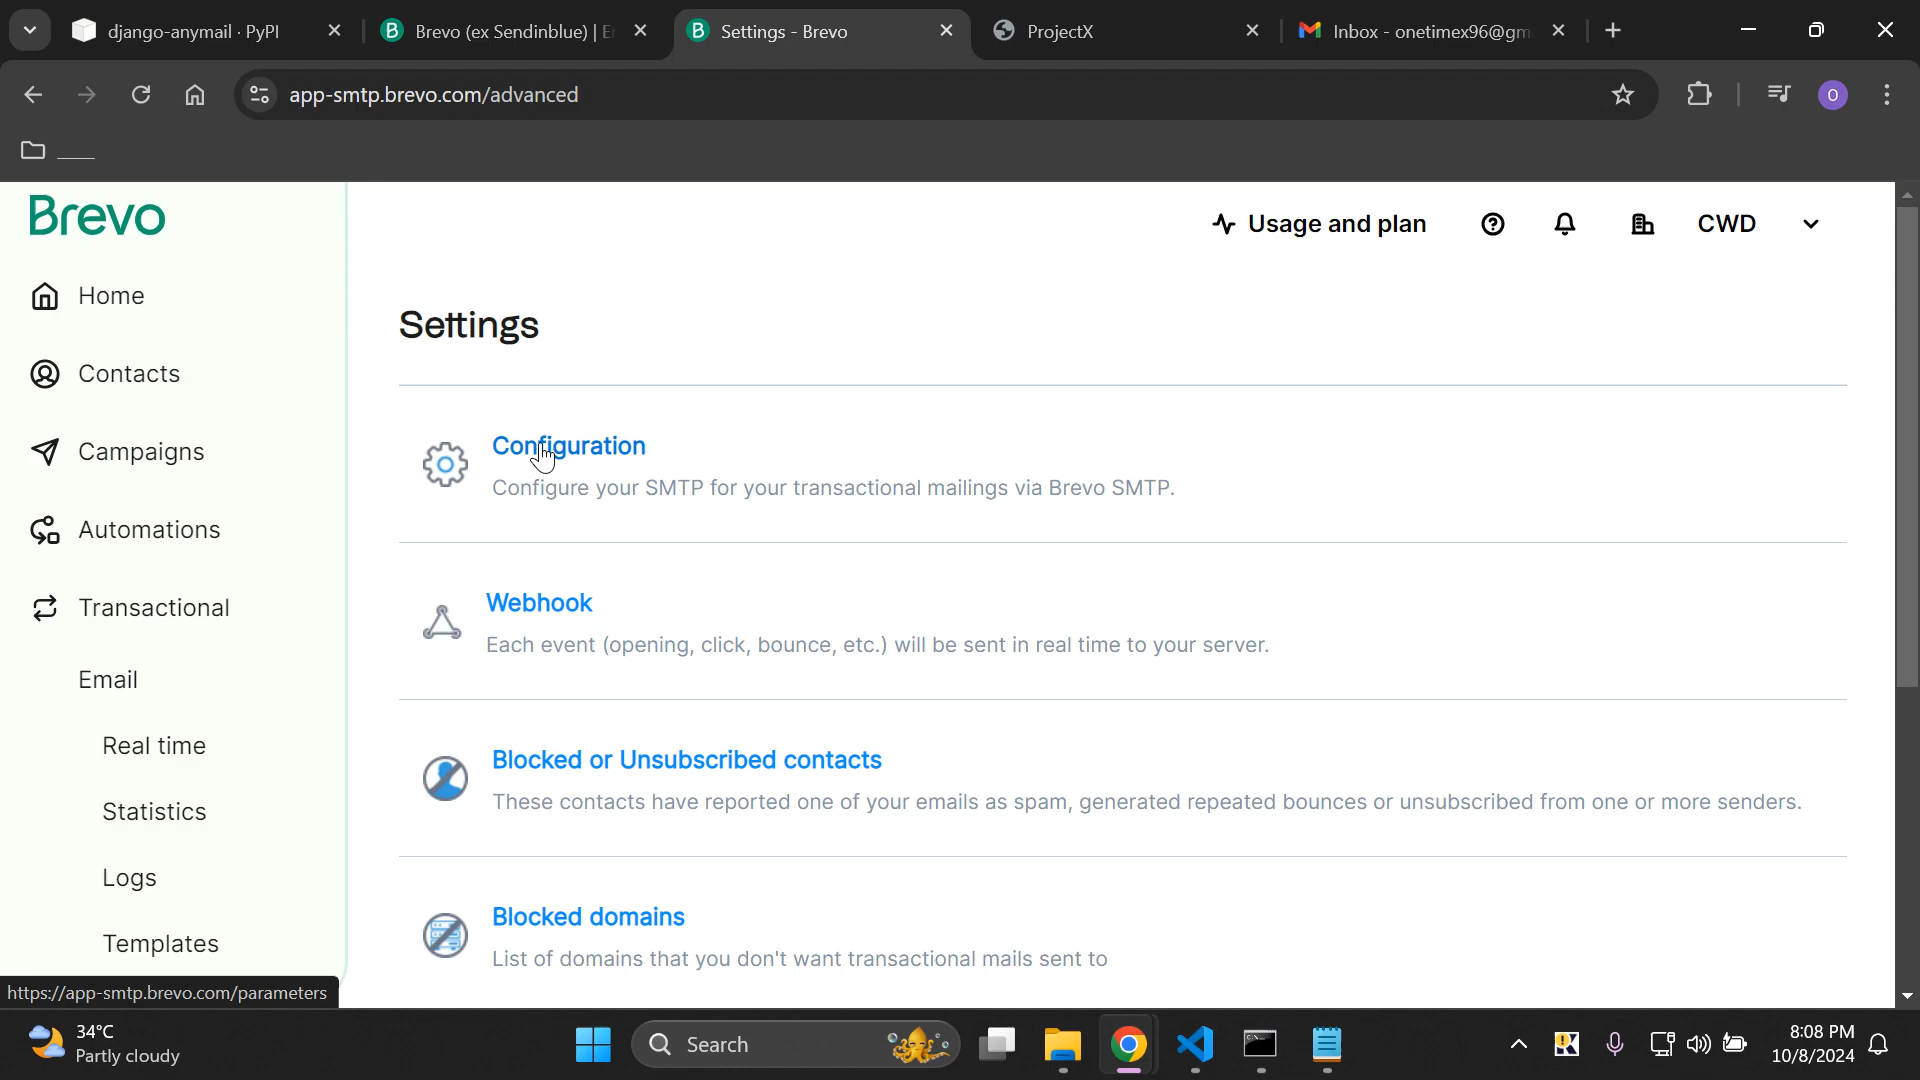 django-anymail · PyPI
Brevo (ex Sendinblue) | E
Settings - Brevo
ProjectX
Inbox - onetimex96@gm
app-smtp.brevo.com/advanced
O
___
Brevo
Usage and plan
CWD
Home
Contacts
Campaigns
Automations
Transactional
Email
Real time
Statistics
Logs
Templates
Settings
Configuration
Configure your SMTP for your transactional mailings via Brevo SMTP.
Webhook
Each event (opening, click, bounce, etc.) will be sent in real time to your server.
Blocked or Unsubscribed contacts
These contacts have reported one of your emails as spam, generated repeated bounces or unsubscribed from one or more senders.
Blocked domains
List of domains that you don't want transactional mails sent to
https://app-smtp.brevo.com/parameters
34°C
Partly cloudy
Search
8:08 PM
10/8/2024